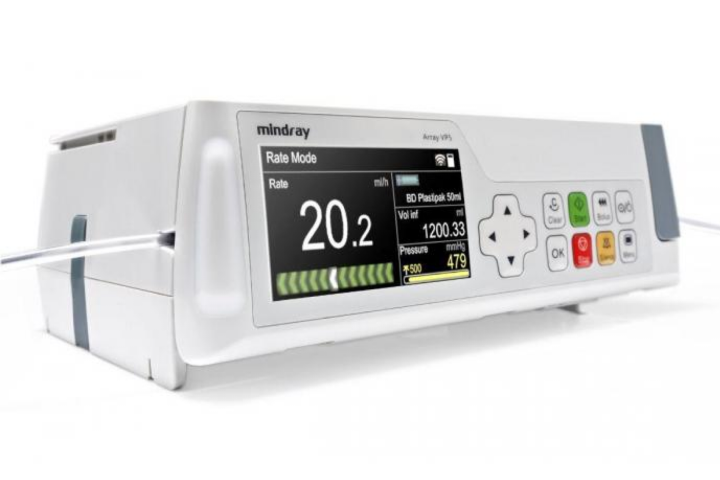 mindray
Array VP5
Rate Mode
Rate ml/h
20.2
BD Plastipak 50ml
Vol inf ml
1200.33
Pressure mmHg
500 479
Clear Start Bolus
OK Stop Silence Menu